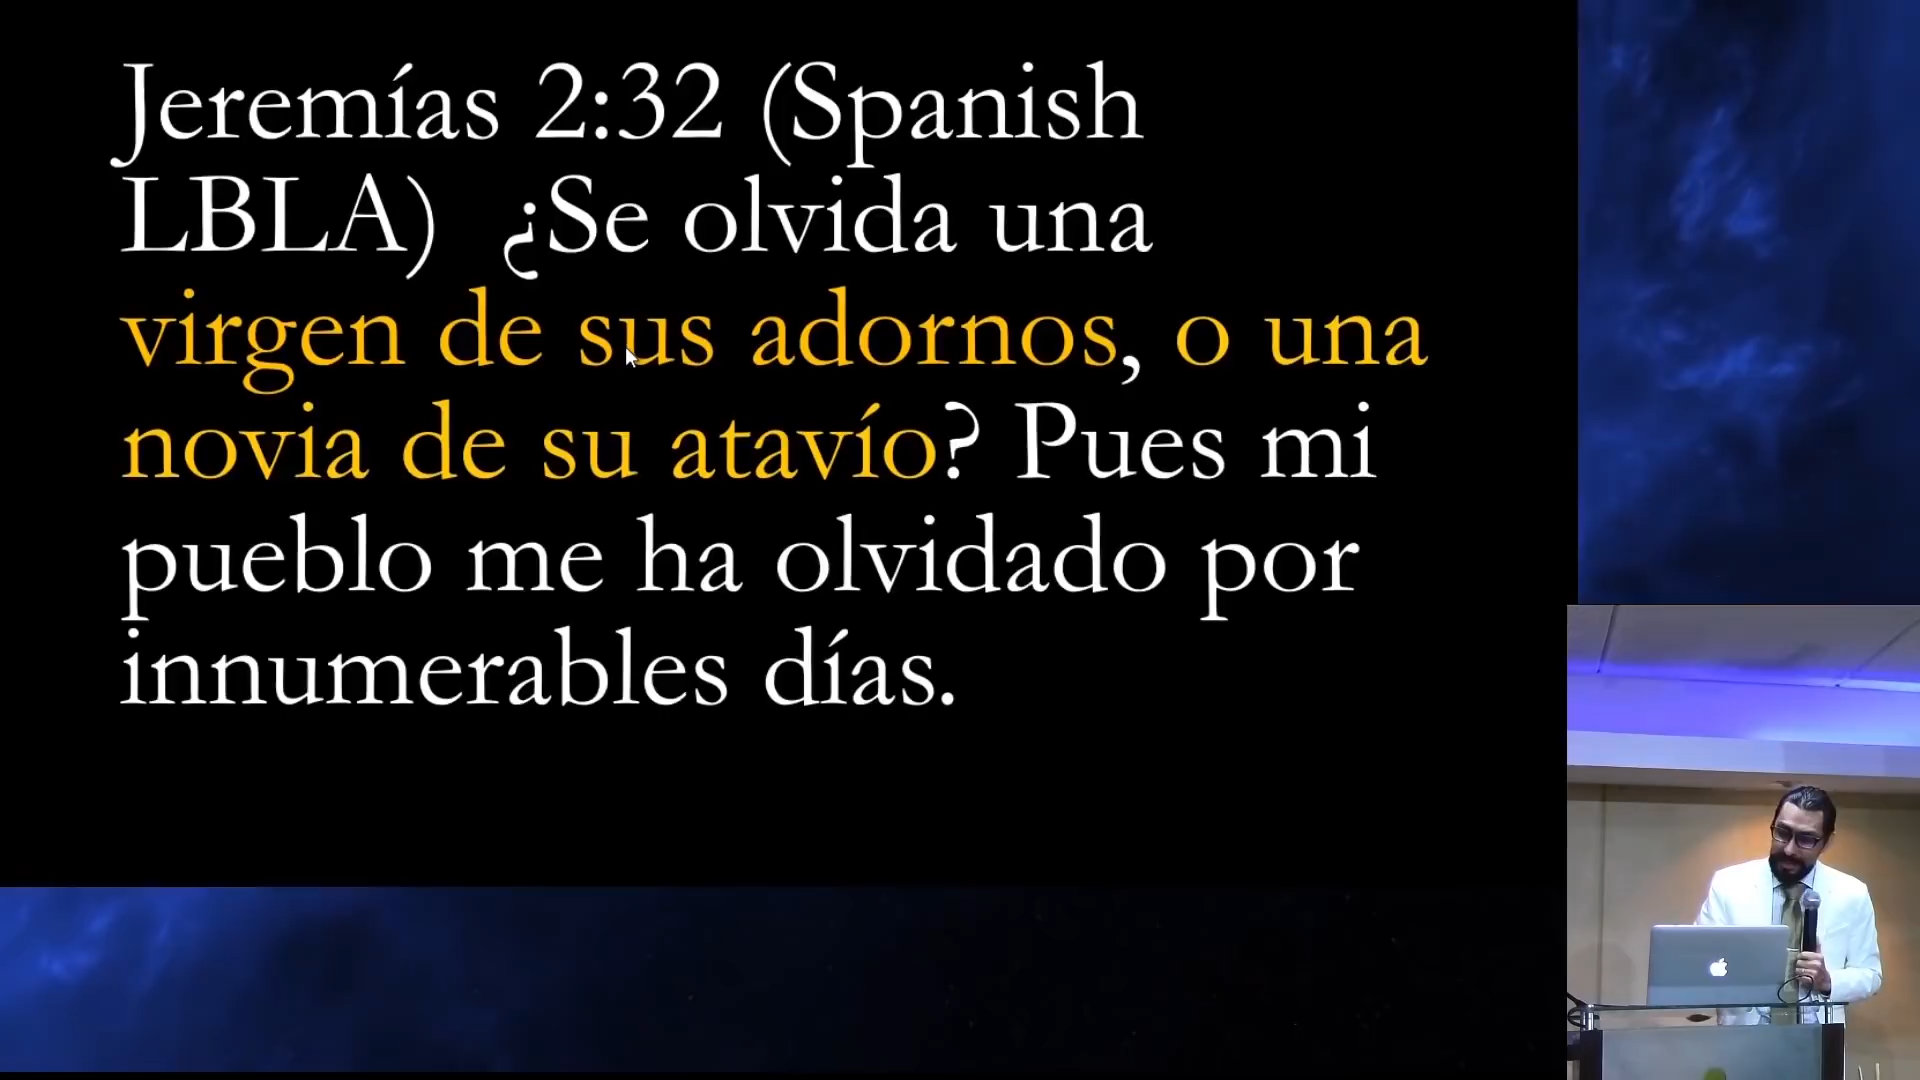 Jeremías 2:32 (Spanish
LBLA)  ¿Se olvida una
virgen de sus adornos, o una
novia de su atavío? Pues mi
pueblo me ha olvidado por
innumerables días.